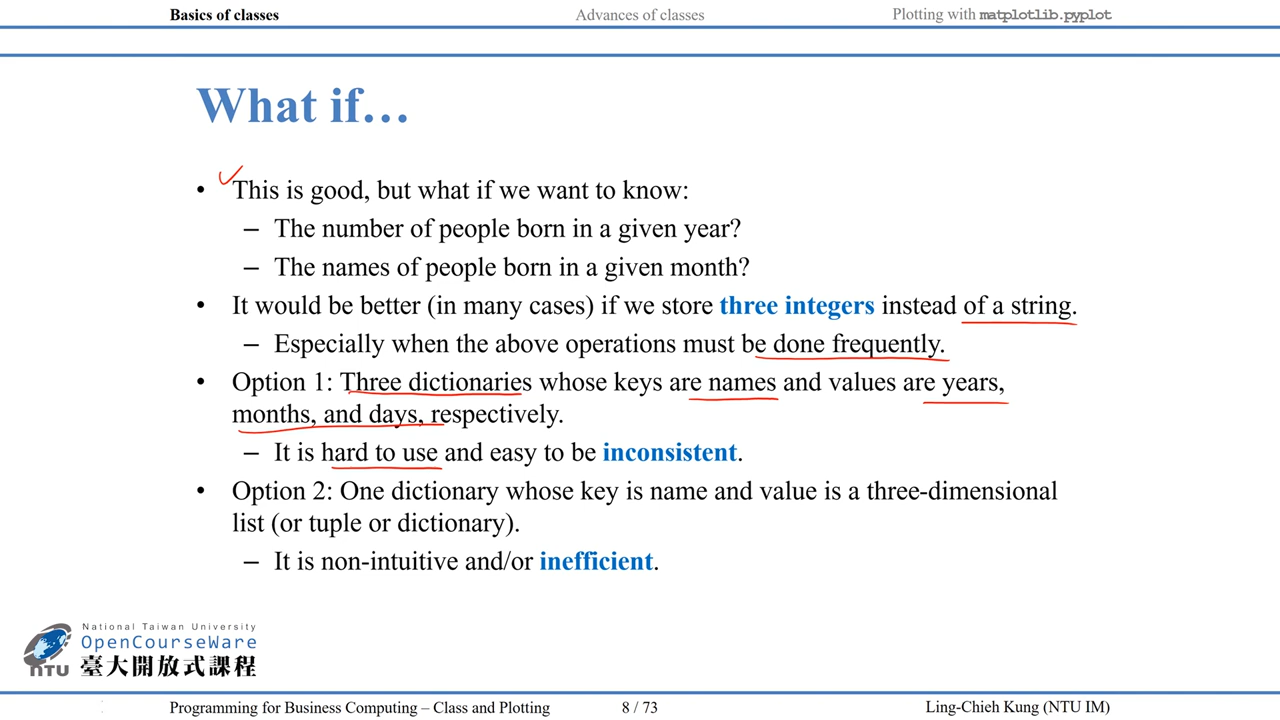 Basics of classes
Advances of classes
Plotting with matplotlib.pyplot
What if…
• This is good, but what if we want to know:
– The number of people born in a given year?
– The names of people born in a given month?
• It would be better (in many cases) if we store three integers instead of a string.
– Especially when the above operations must be done frequently.
• Option 1: Three dictionaries whose keys are names and values are years,
months, and days, respectively.
– It is hard to use and easy to be inconsistent.
• Option 2: One dictionary whose key is name and value is a three-dimensional
list (or tuple or dictionary).
– It is non-intuitive and/or inefficient.
National Taiwan University
OpenCourseWare
NTU 臺大開放式課程
Programming for Business Computing – Class and Plotting
8 / 73
Ling-Chieh Kung (NTU IM)